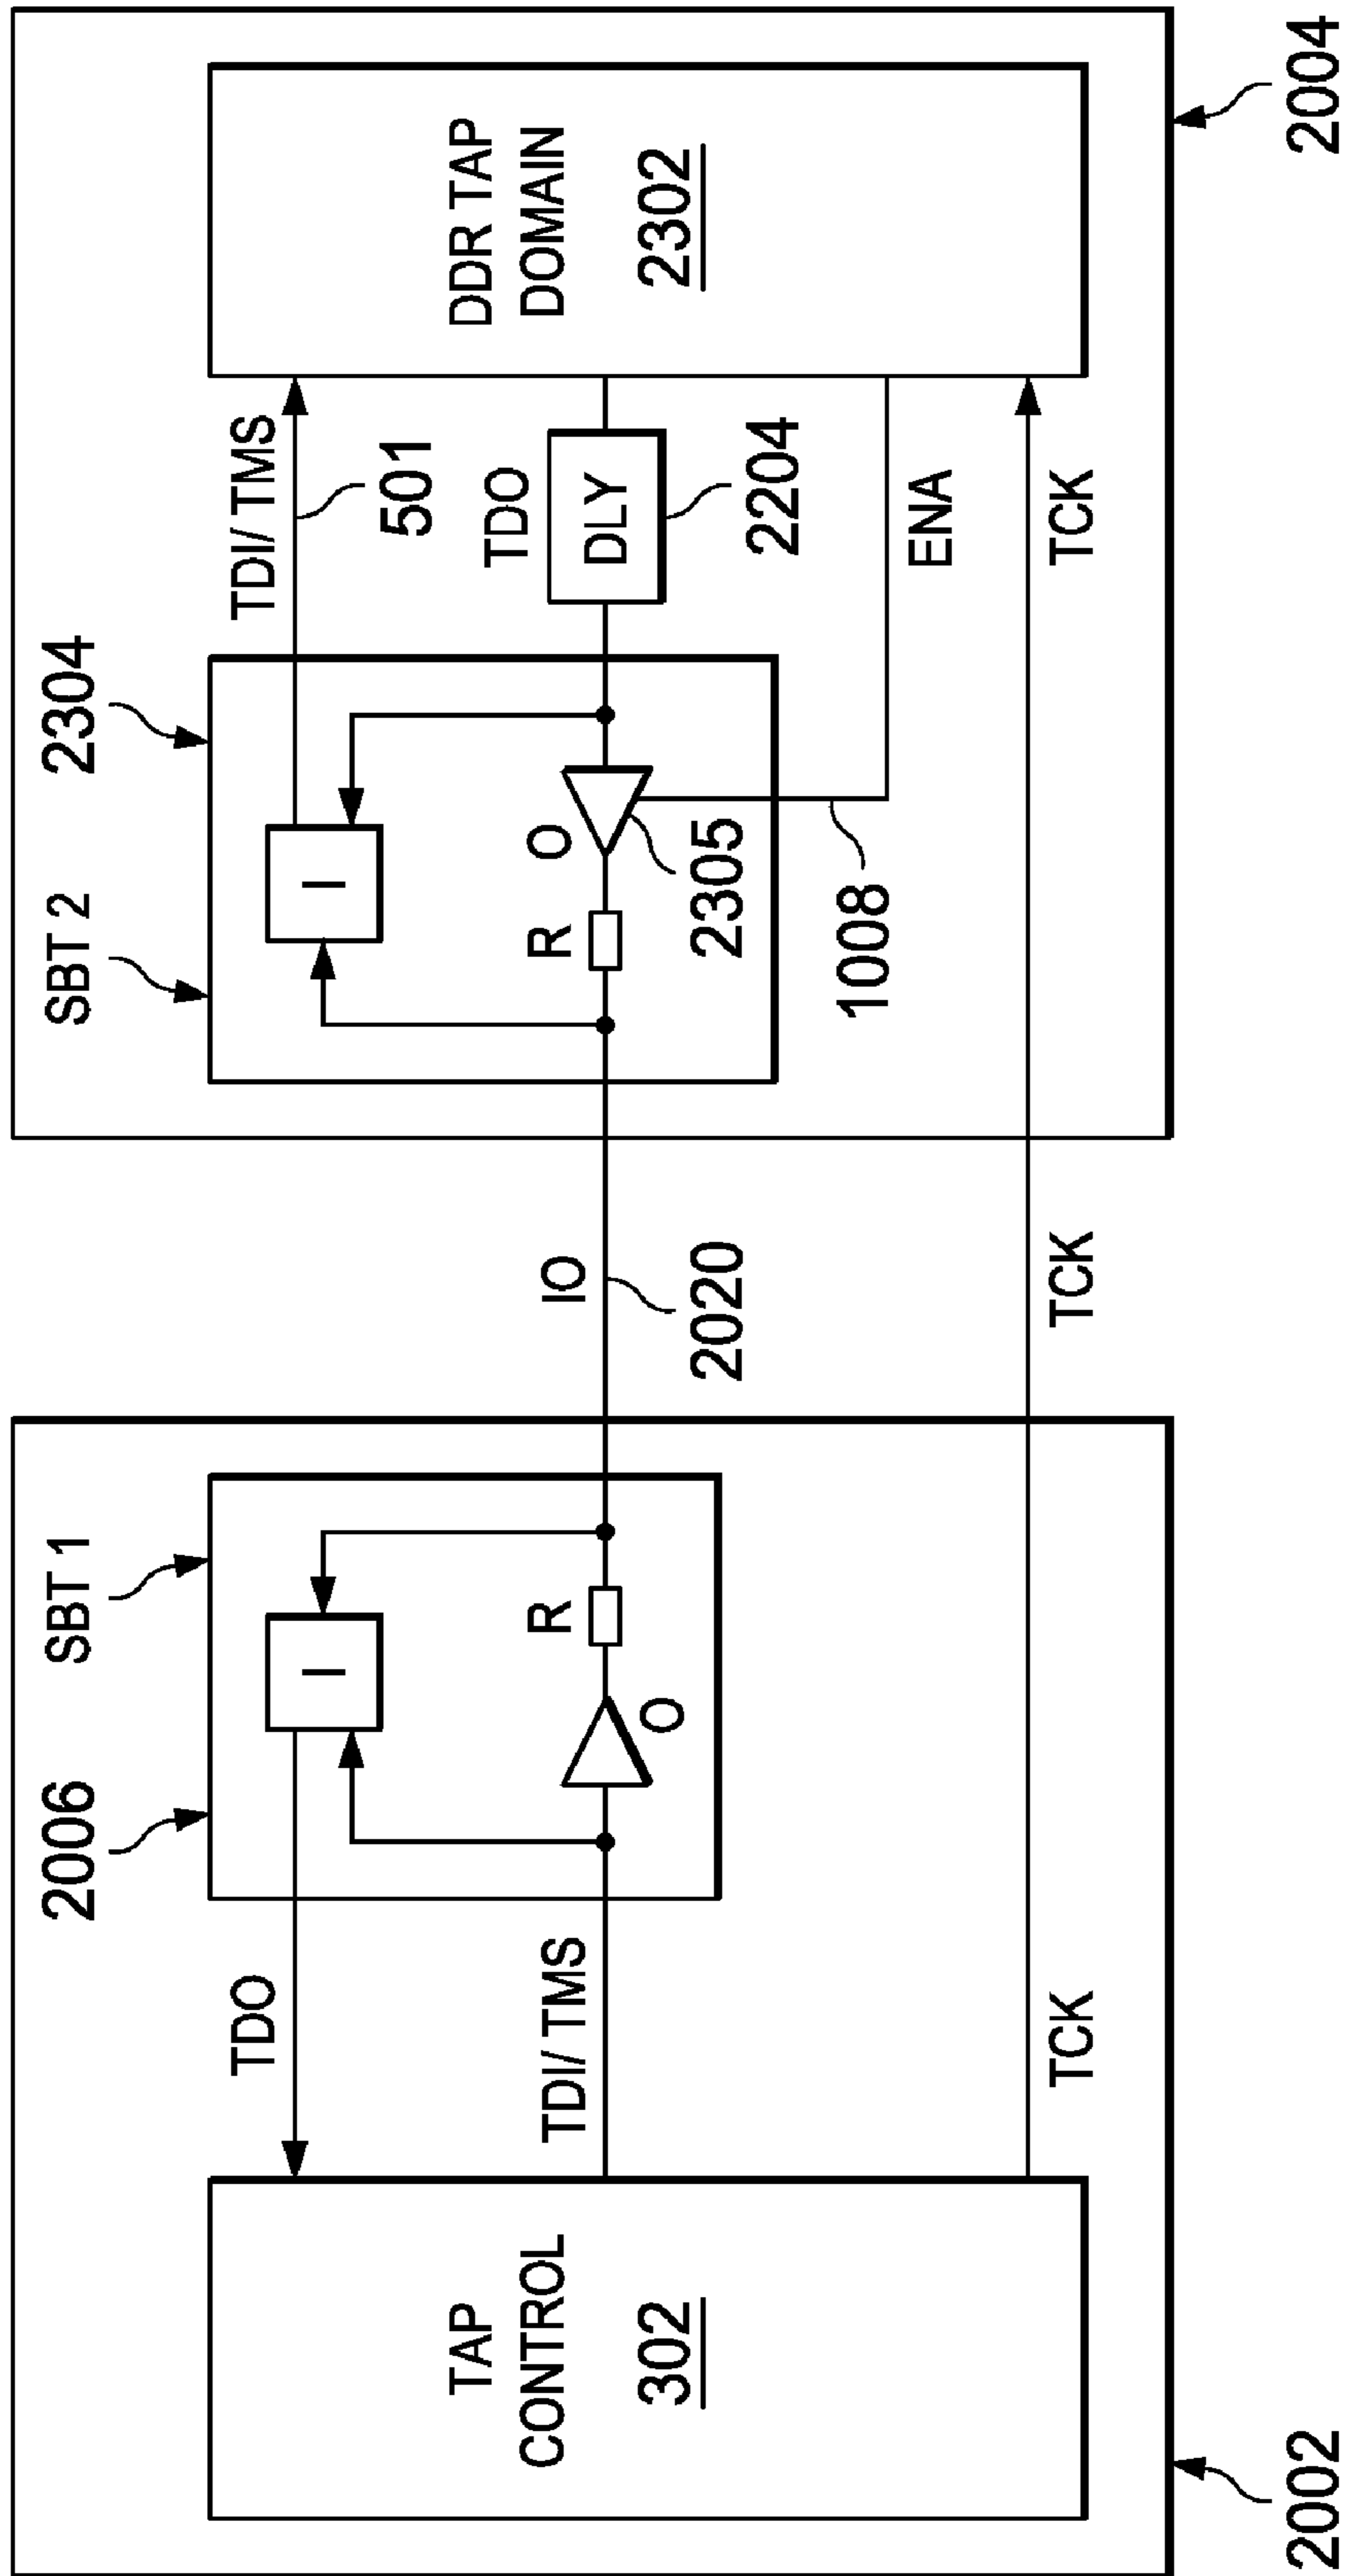 2006
SBT 1
SBT 2
2304
TDO
I
I
TDI/ TMS
501
TAP
CONTROL
302
TDI/ TMS
O
R
IO
2020
R
O
2305
TDO
DLY
2204
DDR TAP
DOMAIN
2302
1008
ENA
TCK
TCK
TCK
2002
2004